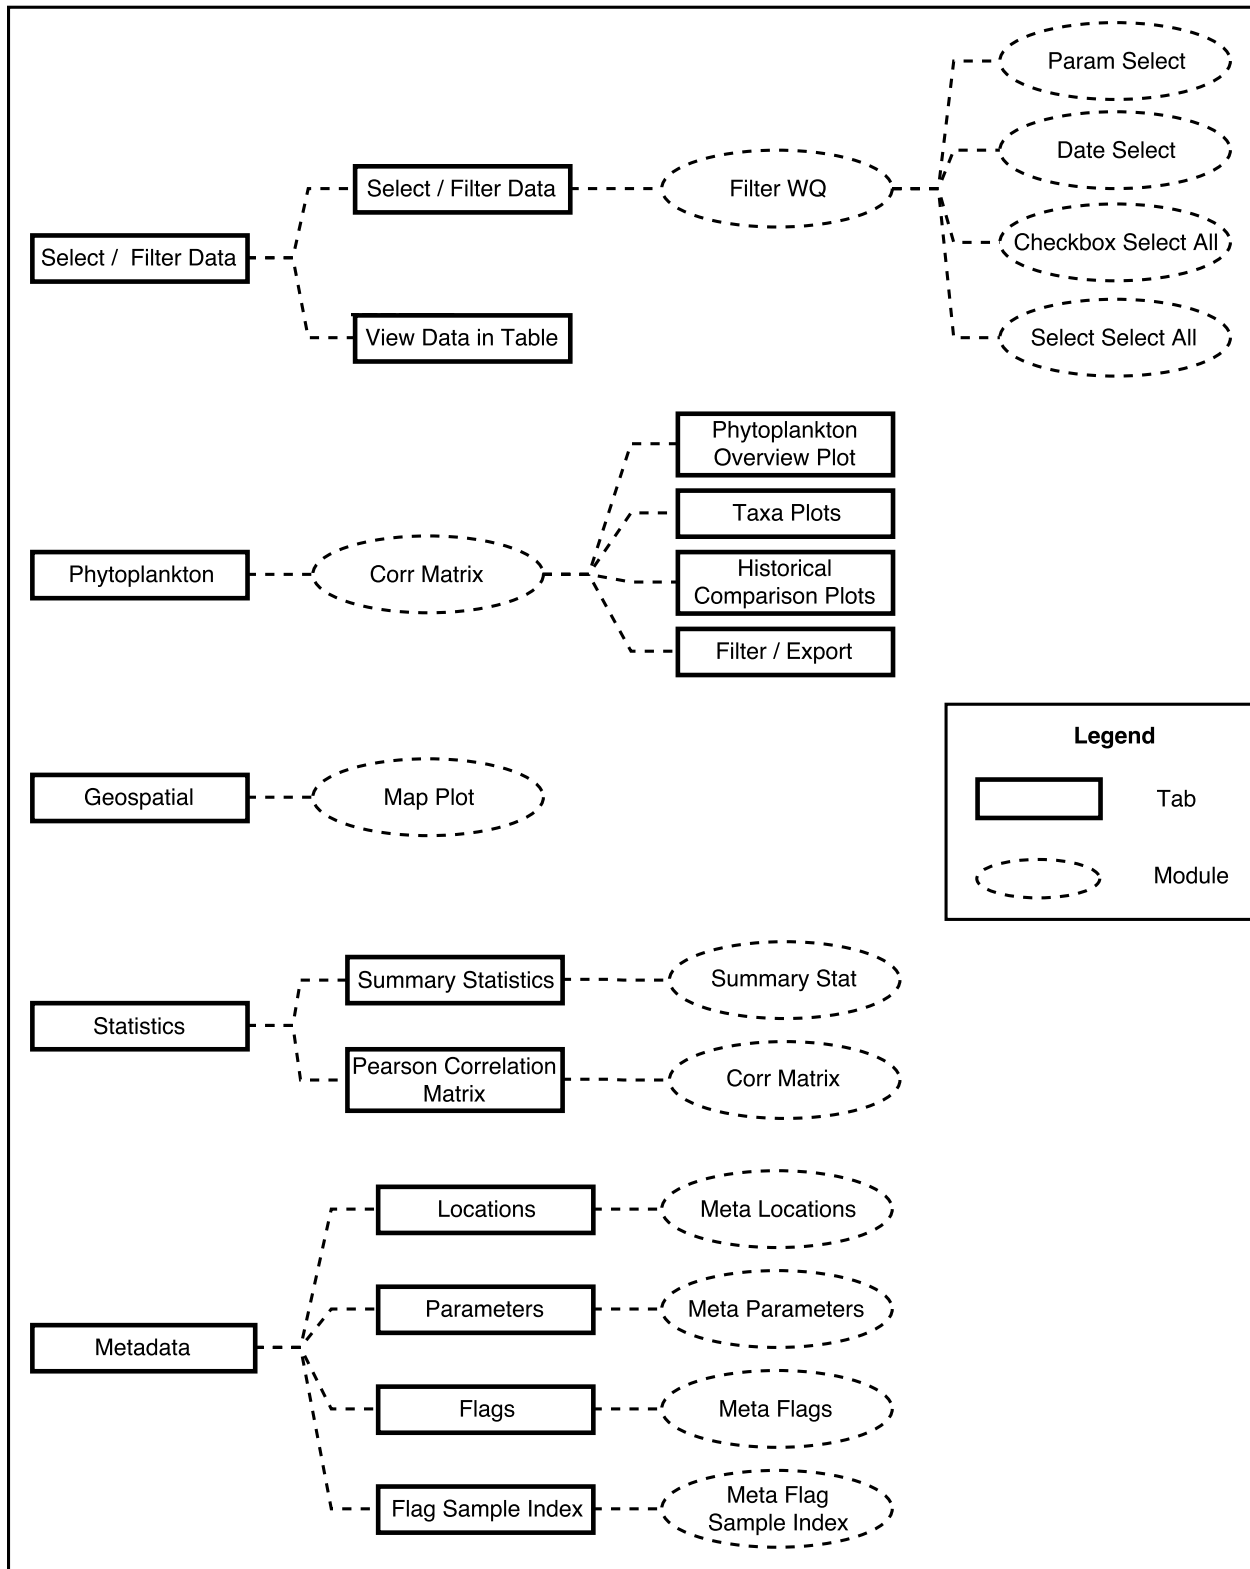 Param Select
Date Select
Select / Filter Data
Filter WQ
Checkbox Select All
Select /  Filter Data
View Data in Table
Select Select All
Phytoplankton
Overview Plot
Taxa Plots
Phytoplankton
Corr Matrix
Historical
Comparison Plots
Filter / Export
Legend
Tab
Module
Geospatial
Map Plot
Summary Statistics
Summary Stat
Statistics
Pearson Correlation
Matrix
Corr Matrix
Locations
Meta Locations
Parameters
Meta Parameters
Metadata
Flags
Meta Flags
Flag Sample Index
Meta Flag
Sample Index